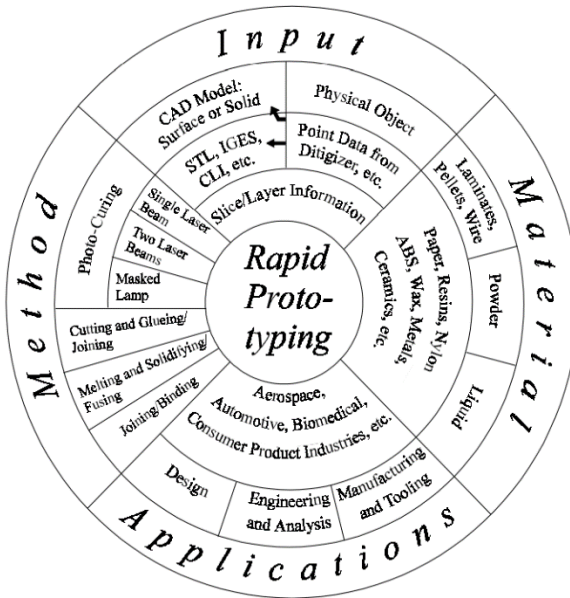 Input
CAD Model:
Surface or Solid
Physical Object
STL, IGES,
CLI, etc.
Point Data from
Ditigizer, etc.
Slice/Layer Information
Method
Photo-Curing
Single Laser
Beam
Two Laser
Beams
Masked
Lamp
Cutting and Glueing/
Joining
Melting and Solidifying/
Fusing
Joining/Binding
Rapid
Proto-
typing
Material
Laminates,
Pellets, Wire
Powder
Liquid
Paper, Resins, Nylon
ABS, Wax, Metals,
Ceramics, etc.
Aerospace,
Automotive, Biomedical,
Consumer Product Industries, etc.
Design
Engineering
and Analysis
Manufacturing
and Tooling
Applications